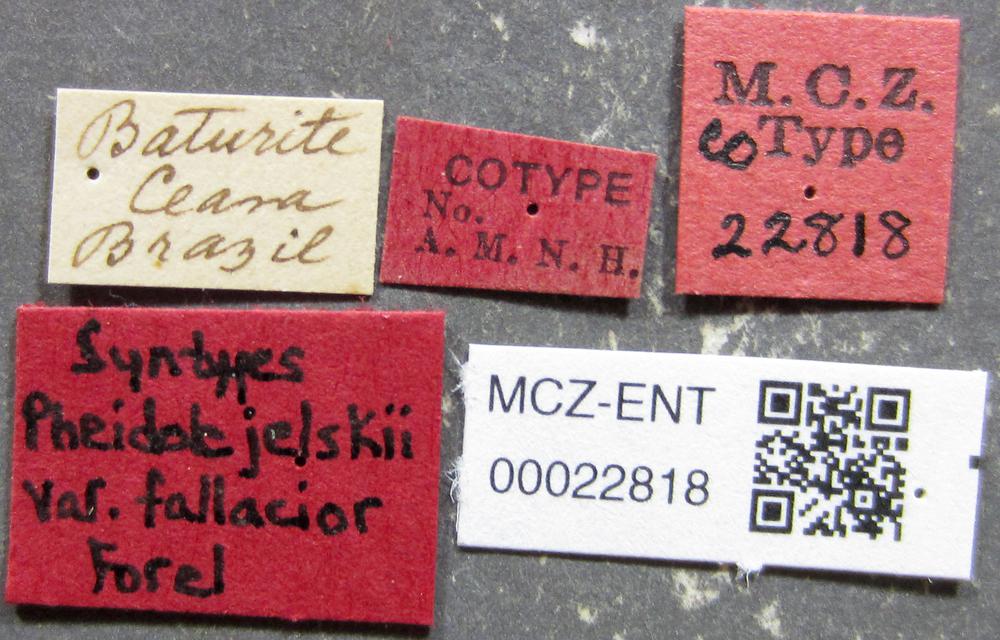 Baturite
Ceara
Brazil
COTYPE
No.
A. M. N. H.
M. C. Z.
CoType
22818
Syntypes
Pheidole jelskii
var. fallacior
Forel
MCZ-ENT
00022818